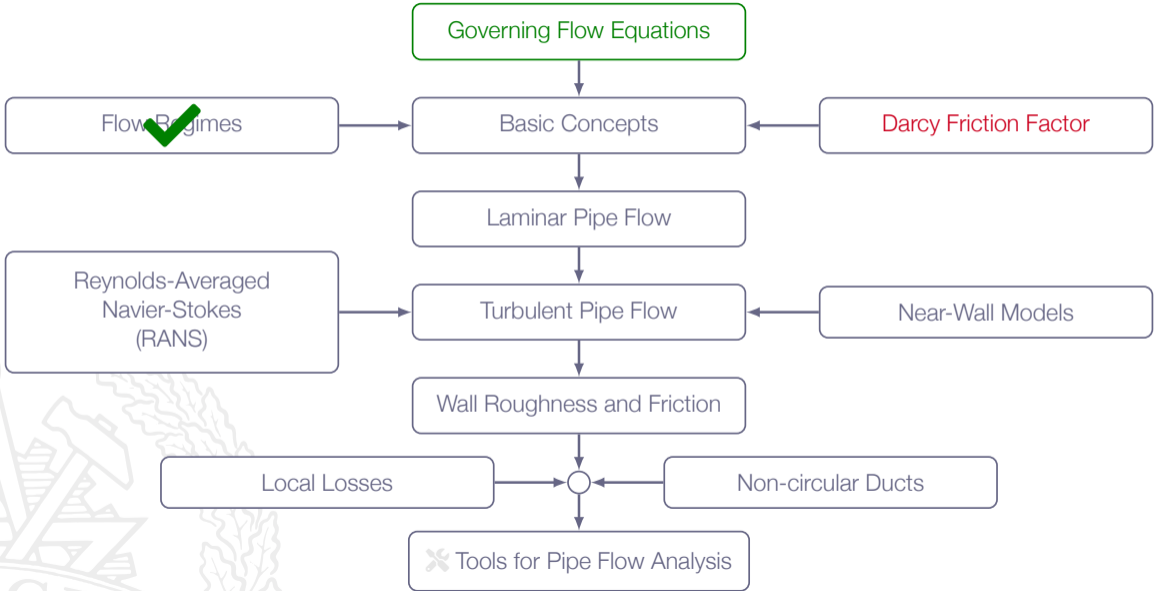 Governing Flow Equations
Flow Regimes
Basic Concepts
Darcy Friction Factor
Laminar Pipe Flow
Reynolds-Averaged
Navier-Stokes
(RANS)
Turbulent Pipe Flow
Near-Wall Models
Wall Roughness and Friction
Local Losses
Non-circular Ducts
Tools for Pipe Flow Analysis